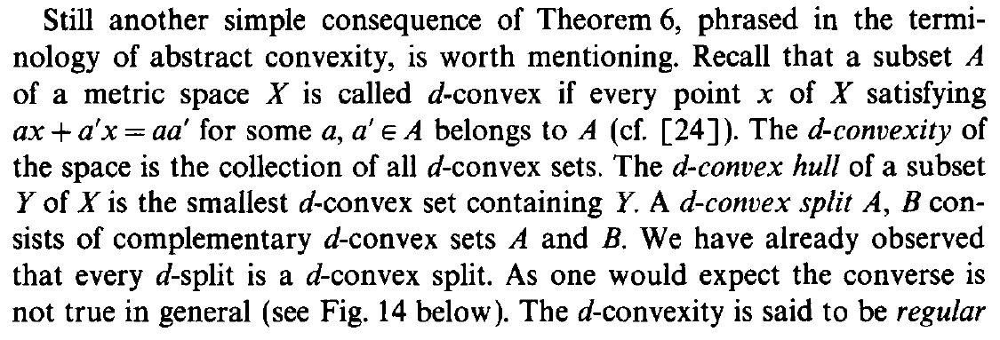 Still another simple consequence of Theorem 6, phrased in the termi-
nology of abstract convexity, is worth mentioning. Recall that a subset A
of a metric space X is called d-convex if every point x of X satisfying
ax + a′x = aa′ for some a, a′ ∈ A belongs to A (cf. [24]). The d-convexity of
the space is the collection of all d-convex sets. The d-convex hull of a subset
Y of X is the smallest d-convex set containing Y. A d-convex split A, B con-
sists of complementary d-convex sets A and B. We have already observed
that every d-split is a d-convex split. As one would expect the converse is
not true in general (see Fig. 14 below). The d-convexity is said to be regular